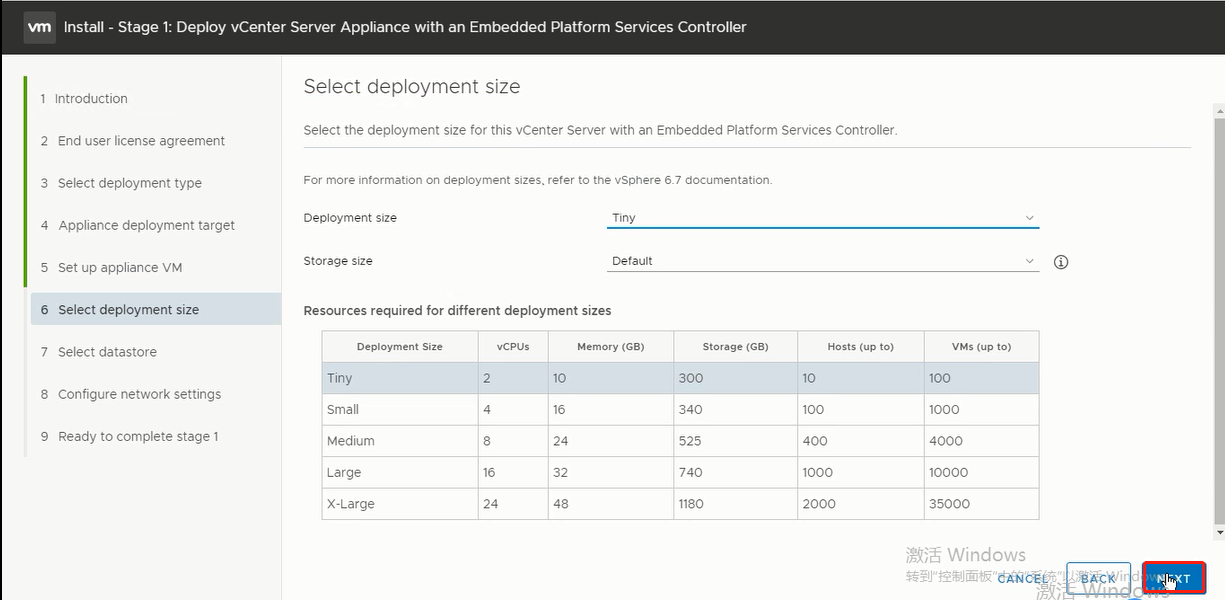 vm Install - Stage 1: Deploy vCenter Server Appliance with an Embedded Platform Services Controller
1 Introduction
2 End user license agreement
3 Select deployment type
4 Appliance deployment target
5 Set up appliance VM
6 Select deployment size
7 Select datastore
8 Configure network settings
9 Ready to complete stage 1
Select deployment size
Select the deployment size for this vCenter Server with an Embedded Platform Services Controller.
For more information on deployment sizes, refer to the vSphere 6.7 documentation.
Deployment size Tiny
Storage size Default
Resources required for different deployment sizes
Deployment Size vCPUs Memory (GB) Storage (GB) Hosts (up to) VMs (up to)
Tiny 2 10 300 10 100
Small 4 16 340 100 1000
Medium 8 24 525 400 4000
Large 16 32 740 1000 10000
X-Large 24 48 1180 2000 35000
激活 Windows
转到"控制面板"中的"系统"以激活 Windows
CANCEL BACK NEXT
激活 Windows